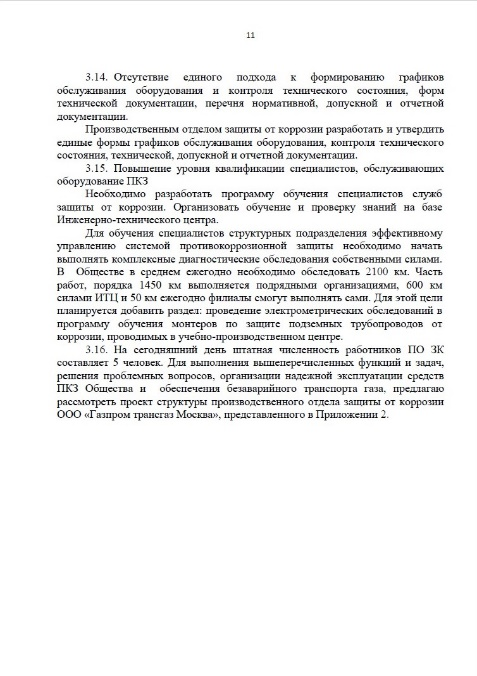 11
3.14. Отсутствие единого подхода к формированию графиков
обслуживания оборудования и контроля технического состояния, форм
технической документации, перечня нормативной, допускной и отчетной
документации.
Производственным отделом защиты от коррозии разработать и утвердить
единые формы графиков обслуживания оборудования, контроля технического
состояния, технической, допускной и отчетной документации.
3.15. Повышение уровня квалификации специалистов, обслуживающих
оборудование ПКЗ
Необходимо разработать программу обучения специалистов служб
защиты от коррозии. Организовать обучение и проверку знаний на базе
Инженерно-технического центра.
Для обучения специалистов структурных подразделения эффективному
управлению системой противокоррозионной защиты необходимо начать
выполнять комплексные диагностические обследования собственными силами.
В Обществе в среднем ежегодно необходимо обследовать 2100 км. Часть
работ, порядка 1450 км выполняется подрядными организациями, 600 км
силами ИТЦ и 50 км ежегодно филиалы смогут выполнять сами. Для этой цели
планируется добавить раздел: проведение электрометрических обследований в
программу обучения монтеров по защите подземных трубопроводов от
коррозии, проводимых в учебно-производственном центре.
3.16. На сегодняшний день штатная численность работников ПО ЗК
составляет 5 человек. Для выполнения вышеперечисленных функций и задач,
решения проблемных вопросов, организации надежной эксплуатации средств
ПКЗ Общества и обеспечения безаварийного транспорта газа, предлагаю
рассмотреть проект структуры производственного отдела защиты от коррозии
ООО «Газпром трансгаз Москва», представленного в Приложении 2.